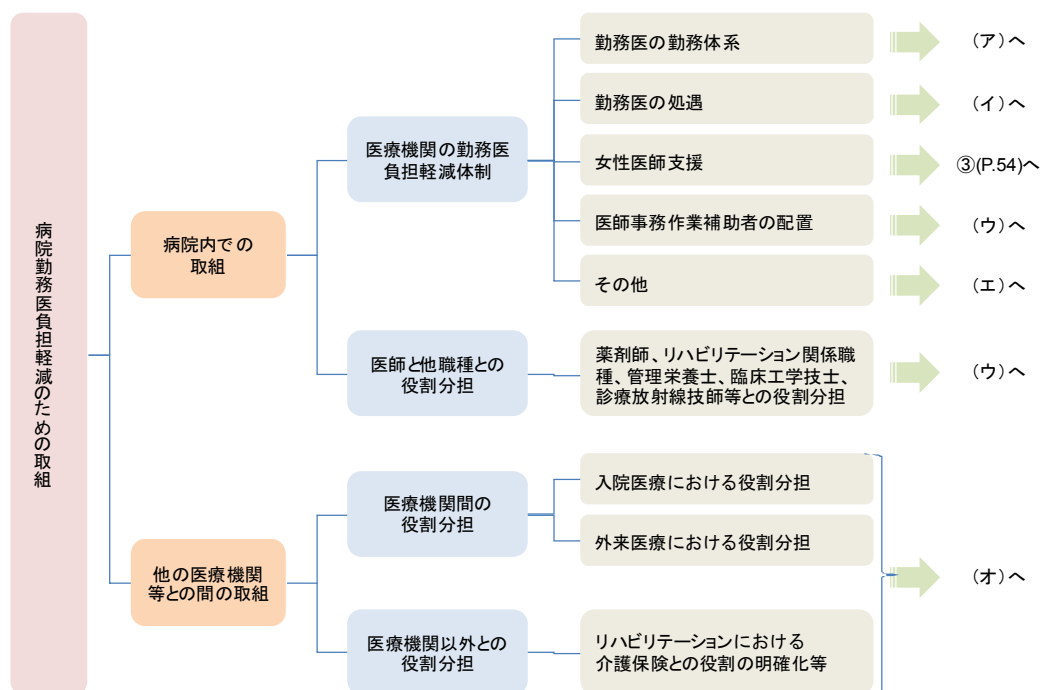 病院勤務医負担軽減のための取組
病院内での
取組
医療機関の勤務医
負担軽減体制
勤務医の勤務体系
(ア)へ
勤務医の処遇
(イ)へ
女性医師支援
③(P.54)へ
医師事務作業補助者の配置
(ウ)へ
その他
(エ)へ
医師と他職種との
役割分担
薬剤師、リハビリテーション関係職
種、管理栄養士、臨床工学技士、
診療放射線技師等との役割分担
(ウ)へ
他の医療機関
等との間の取組
医療機関間の
役割分担
入院医療における役割分担
外来医療における役割分担
医療機関以外との
役割分担
リハビリテーションにおける
介護保険との役割の明確化等
(オ)へ